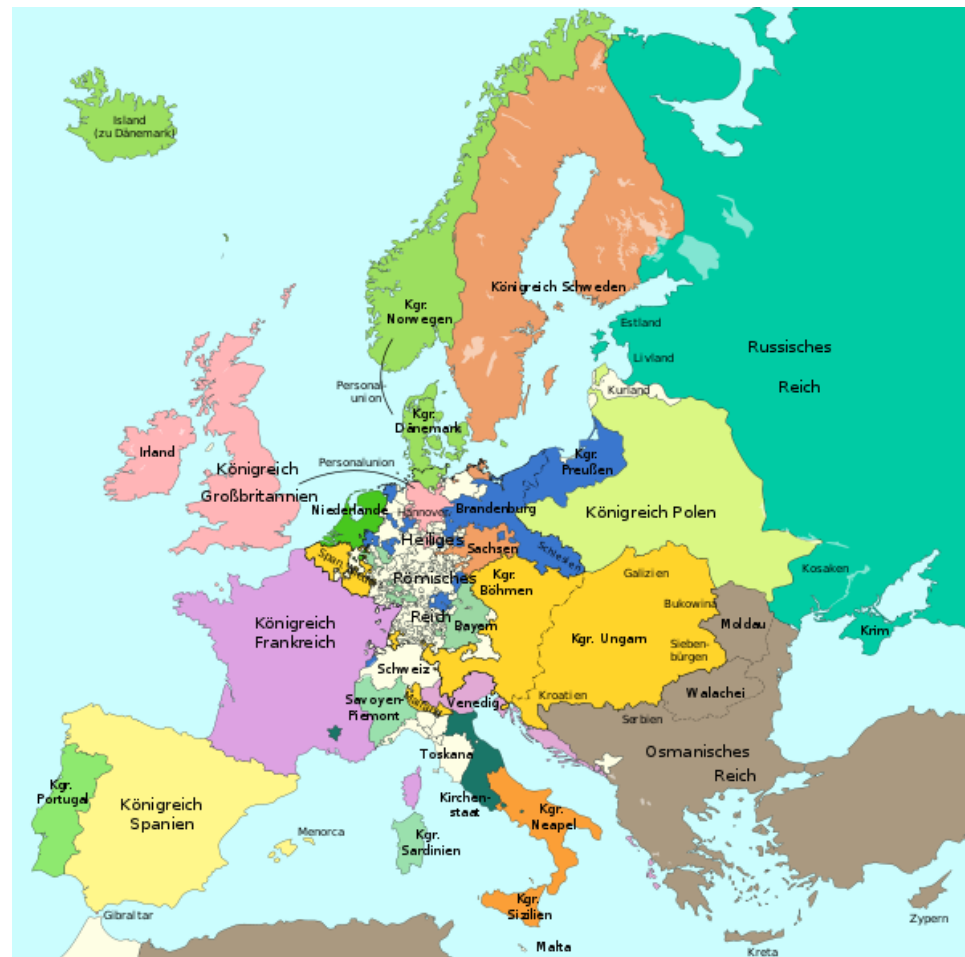 Island
(zu Dänemark)
Königreich Schweden
Kgr.
Norwegen
Estland
Livland
Russisches
Reich
Personal-
union
Kurland
Kgr.
Dänemark
Irland
Königreich
Großbritannien
Personalunion
Kgr.
Preußen
Niederlande
Hannover
Brandenburg
Königreich Polen
Heiliges
Sachsen
Schlesien
Span.
Römisches
Kgr.
Böhmen
Galizien
Kosaken
Königreich
Frankreich
Reich
Bayern
Bukowina
Moldau
Krim
Kgr. Ungarn
Sieben-
bürgen
Schweiz
Walachei
Savoyen-
Piemont
Mailand
Venedig
Kroatien
Serbien
Toskana
Osmanisches
Reich
Kgr.
Portugal
Königreich
Spanien
Menorca
Kirchen-
staat
Kgr.
Neapel
Kgr.
Sardinien
Kgr.
Sizilien
Gibraltar
Malta
Kreta
Zypern